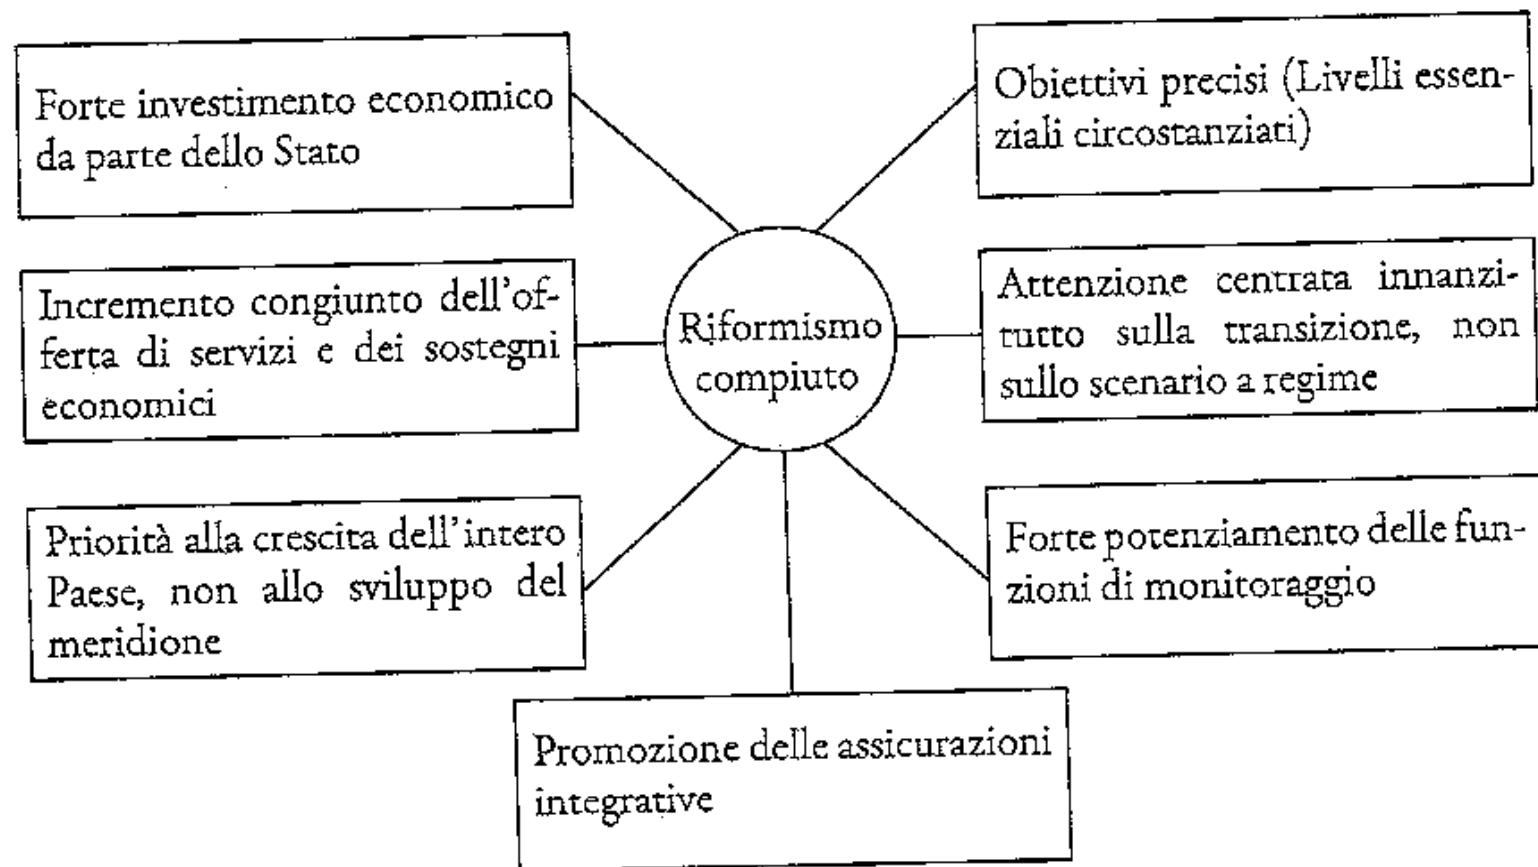 Forte investimento economico
da parte dello Stato
Obiettivi precisi (Livelli essen-
ziali circostanziati)
Incremento congiunto dell'of-
ferta di servizi e dei sostegni
economici
Riformismo
compiuto
Attenzione centrata innanzi-
tutto sulla transizione, non
sullo scenario a regime
Priorità alla crescita dell'intero
Paese, non allo sviluppo del
meridione
Forte potenziamento delle fun-
zioni di monitoraggio
Promozione delle assicurazioni
integrative